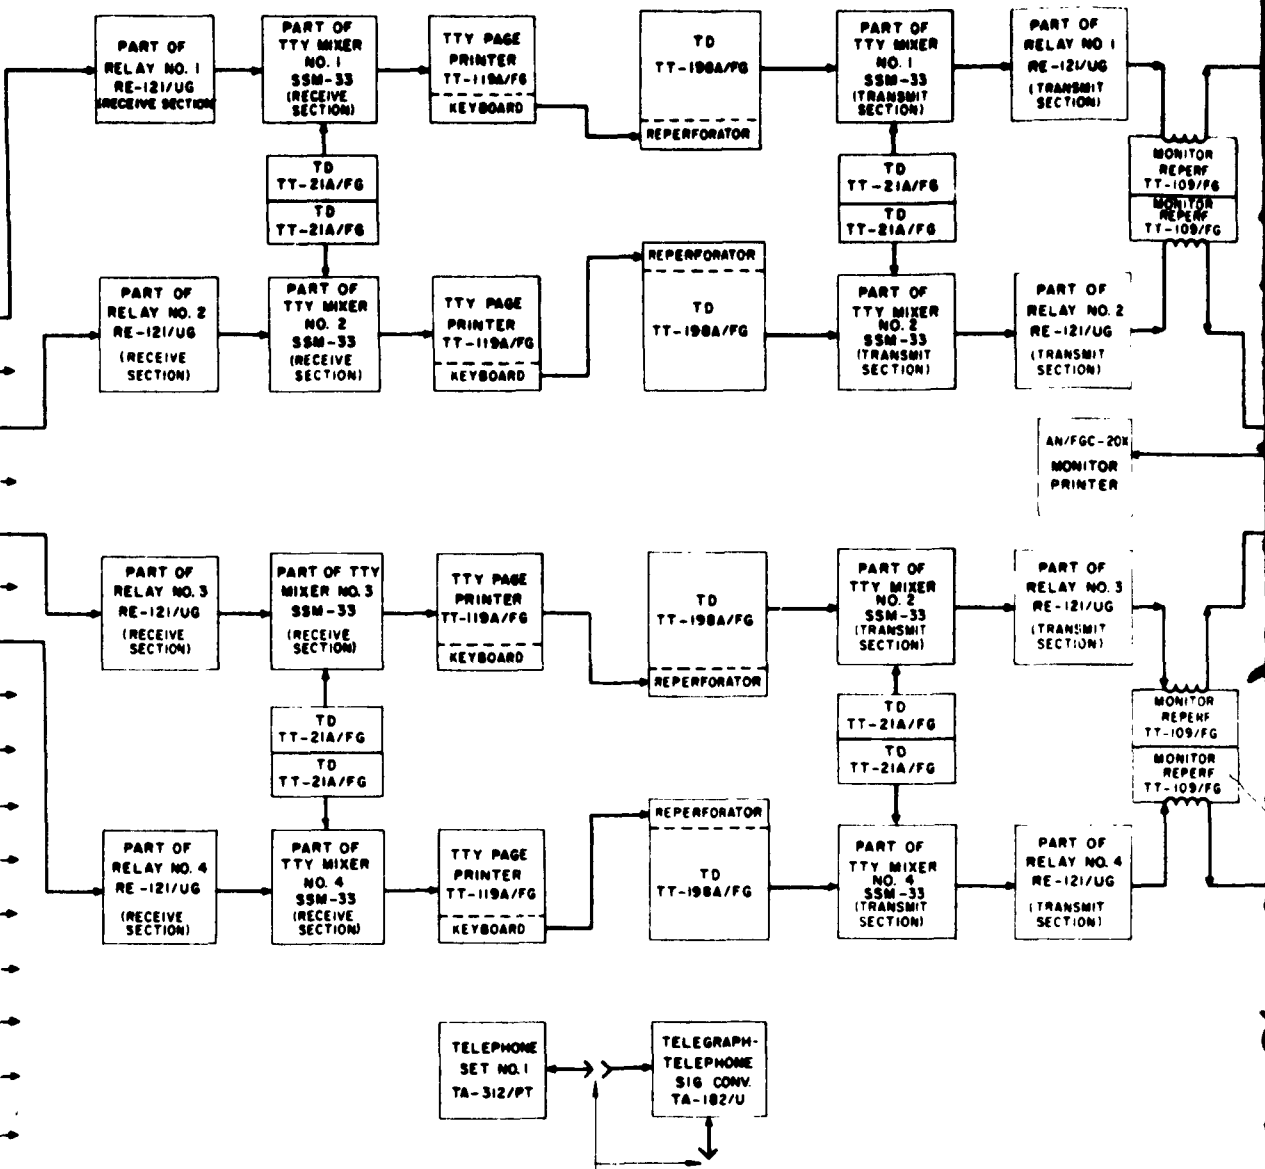 PART OF
RELAY NO. 1
RE-121/UG
(RECEIVE SECTION)
PART OF
TTY MIXER
NO. 1
SSM-33
(RECEIVE
SECTION)
TTY PAGE
PRINTER
TT-119A/FG
KEYBOARD
TD
TT-198A/FG
REPERFORATOR
PART OF
TTY MIXER
NO. 1
SSM-33
(TRANSMIT
SECTION)
PART OF
RELAY NO 1
RE-121/UG
(TRANSMIT
SECTION)
MONITOR
REPERF
TT-109/FG
MONITOR
REPERF
TT-109/FG
TD
TT-21A/FG
TD
TT-21A/FG
TD
TT-21A/FG
TD
TT-21A/FG
PART OF
RELAY NO. 2
RE-121/UG
(RECEIVE
SECTION)
PART OF
TTY MIXER
NO. 2
SSM-33
(RECEIVE
SECTION)
TTY PAGE
PRINTER
TT-119A/FG
KEYBOARD
REPERFORATOR
TD
TT-198A/FG
PART OF
TTY MIXER
NO. 2
SSM-33
(TRANSMIT
SECTION)
PART OF
RELAY NO. 2
RE-121/UG
(TRANSMIT
SECTION)
AN/FGC-20X
MONITOR
PRINTER
PART OF
RELAY NO. 3
RE-121/UG
(RECEIVE
SECTION)
PART OF TTY
MIXER NO. 3
SSM-33
(RECEIVE
SECTION)
TTY PAGE
PRINTER
TT-119A/FG
KEYBOARD
TD
TT-198A/FG
REPERFORATOR
PART OF
TTY MIXER
NO. 2
SSM-33
(TRANSMIT
SECTION)
PART OF
RELAY NO. 3
RE-121/UG
(TRANSMIT
SECTION)
MONITOR
REPERF
TT-109/FG
MONITOR
REPERF
TT-109/FG
TD
TT-21A/FG
TD
TT-21A/FG
TD
TT-21A/FG
TD
TT-21A/FG
PART OF
RELAY NO. 4
RE-121/UG
(RECEIVE
SECTION)
PART OF
TTY MIXER
NO. 4
SSM-33
(RECEIVE
SECTION)
TTY PAGE
PRINTER
TT-119A/FG
KEYBOARD
REPERFORATOR
TD
TT-198A/FG
PART OF
TTY MIXER
NO. 4
SSM-33
(TRANSMIT
SECTION)
PART OF
RELAY NO. 4
RE-121/UG
(TRANSMIT
SECTION)
TELEPHONE
SET NO. 1
TA-312/PT
TELEGRAPH-
TELEPHONE
SIG CONV.
TA-182/U